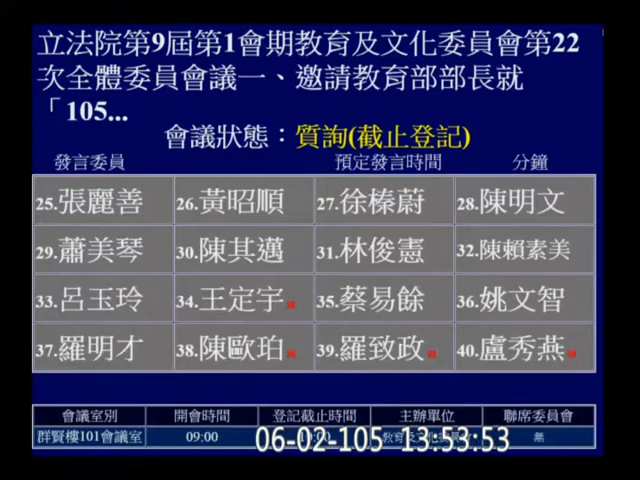 立法院第9屆第1會期教育及文化委員會第22
次全體委員會議一、邀請教育部部長就
「105...
會議狀態：質詢(截止登記)
發言委員 預定發言時間 分鐘
25.張麗善 26.黃昭順 27.徐榛蔚 28.陳明文
29.蕭美琴 30.陳其邁 31.林俊憲 32.陳賴素美
33.呂玉玲 34.王定宇 35.蔡易餘 36.姚文智
37.羅明才 38.陳歐珀 39.羅致政 40.盧秀燕
會議室別 開會時間 登記截止時間 主辦單位 聯席委員會
群賢樓101會議室 09:00 教育及文化委員會 無
06-02-105 13:53:53